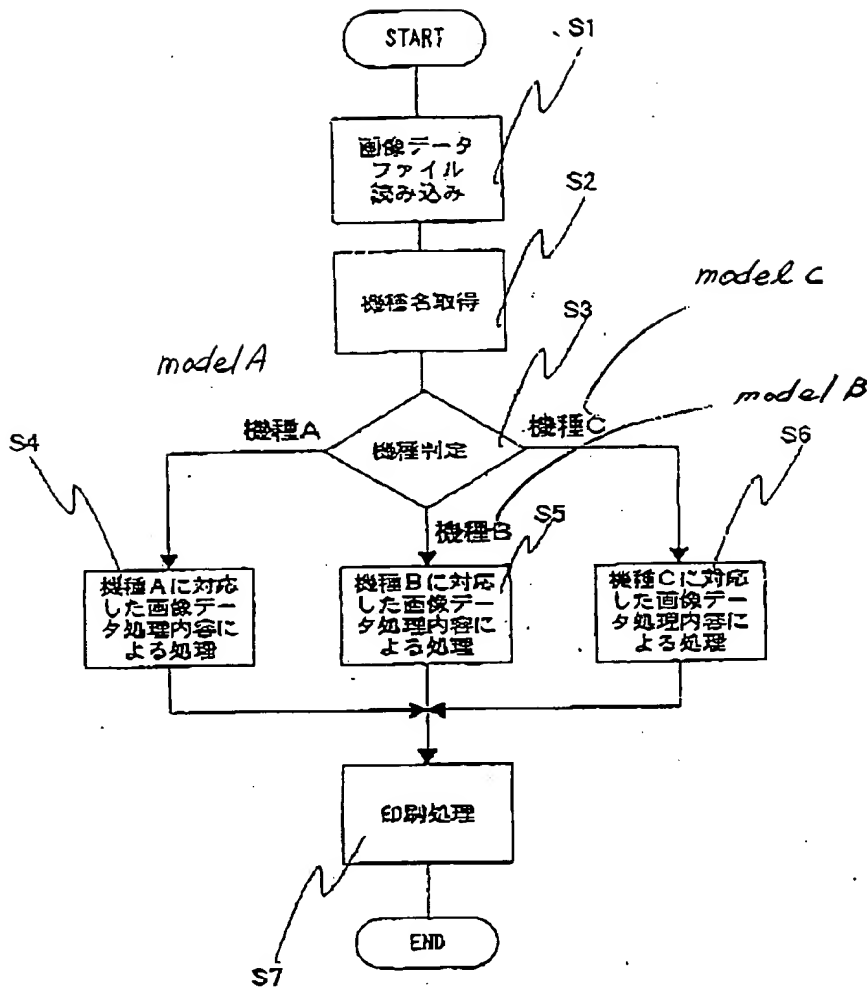 START
S1
画像データ
ファイル
読み込み
S2
機種名取得
model C
S3
model A
model B
機種A
機種判定
機種C
S4
S6
機種B
S5
機種Aに対応
した画像デー
タ処理内容に
よる処理
機種Bに対応
した画像デー
タ処理内容に
よる処理
機種Cに対応
した画像デー
タ処理内容に
よる処理
印刷処理
END
S7